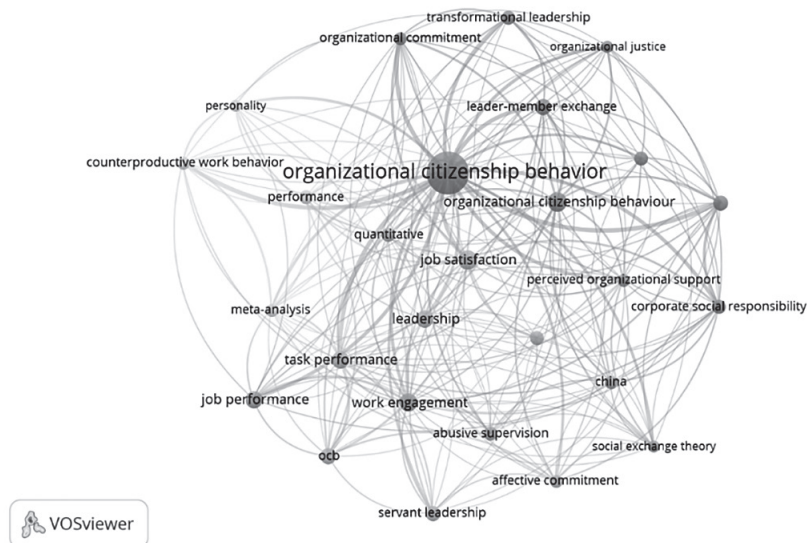 transformational leadership
organizational commitment
organizational justice
personality
leader-member exchange
counterproductive work behavior
organizational citizenship behavior
performance
organizational citizenship behaviour
quantitative
job satisfaction
perceived organizational support
meta-analysis
corporate social responsibility
leadership
task performance
china
job performance
work engagement
abusive supervision
social exchange theory
ocb
affective commitment
servant leadership
VOSviewer